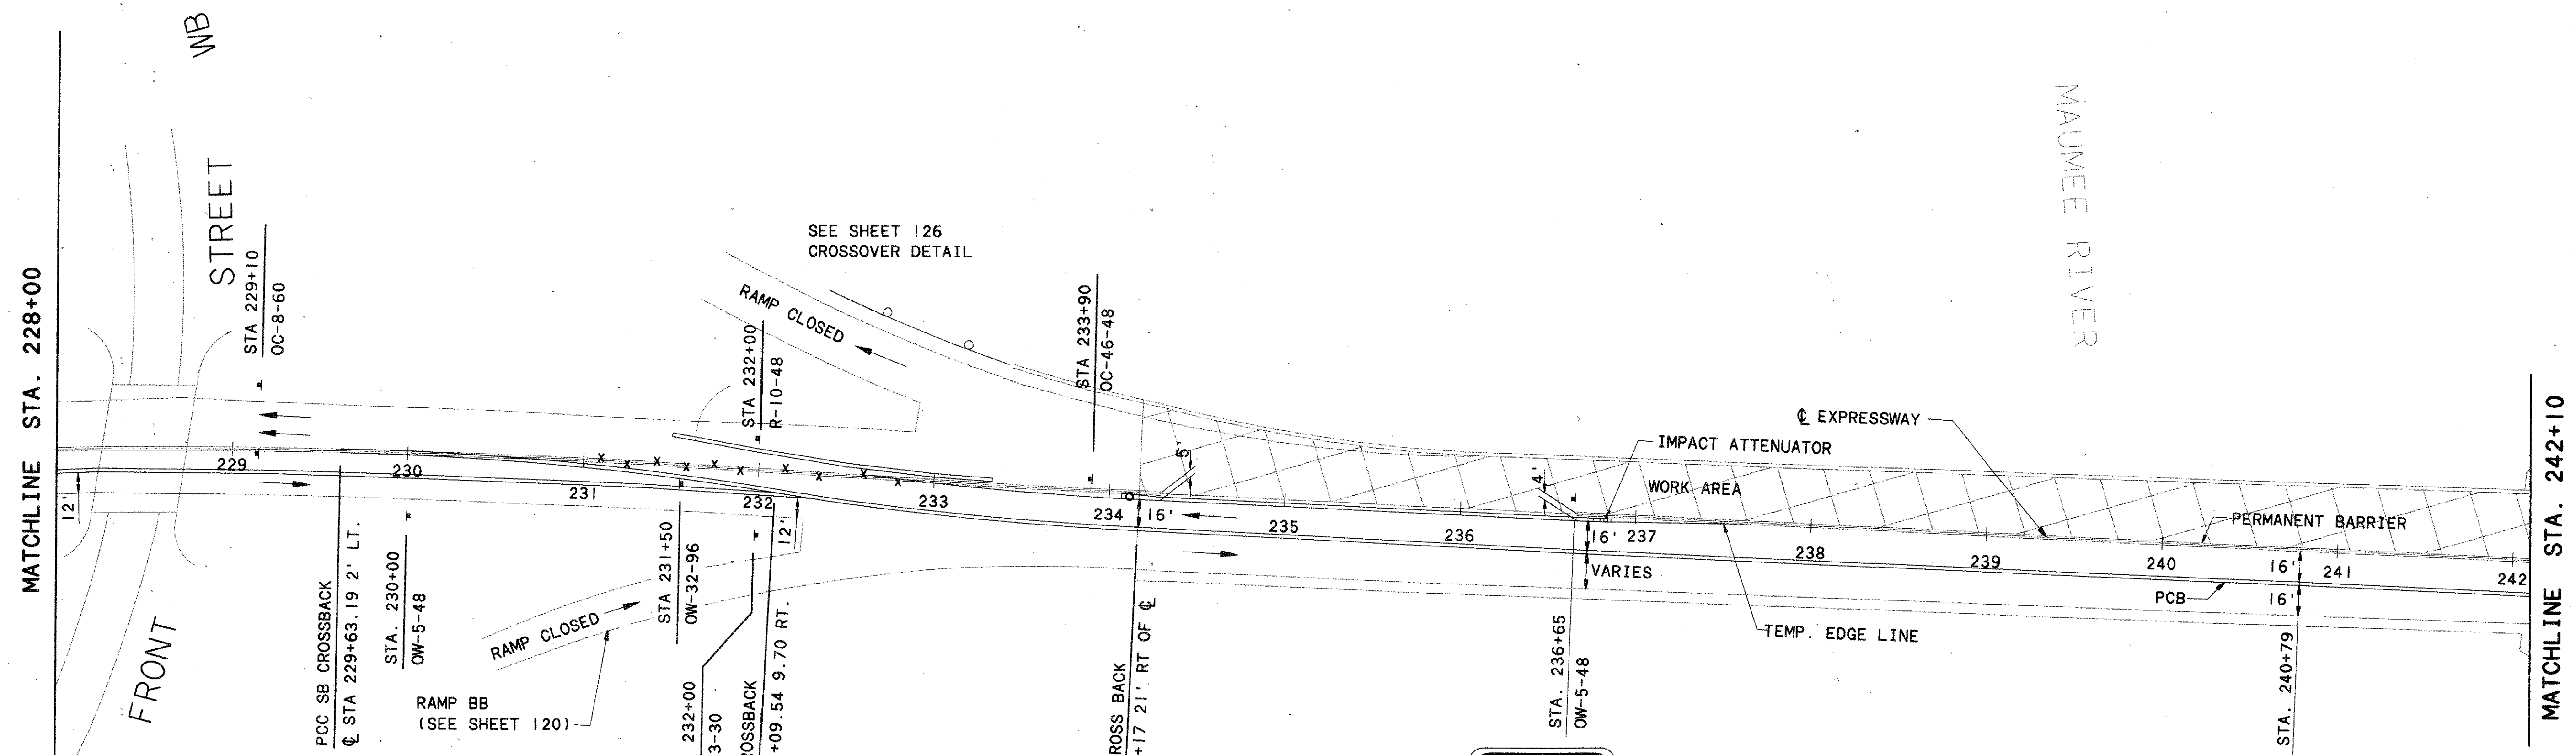 MATCHLINE STA. 228+00
WB
STREET
FRONT
STA 229+10
OC-8-60
12'
229
230
231
232
233
234
235
236
237
238
239
240
241
242
PCC SB CROSSBACK
℄ STA 229+63.19 2' LT.
STA. 230+00
OW-5-48
RAMP CLOSED
RAMP BB
(SEE SHEET 120)
STA 231+50
OW-32-96
232+00
3-30
OSSBACK
+09.54 9.70 RT.
12'
STA 232+00
R-10-48
RAMP CLOSED
SEE SHEET 126
CROSSOVER DETAIL
STA 233+90
OC-46-48
16'
5'
ROSS BACK
+17 21' RT OF ℄
4'
16'
VARIES
STA. 236+65
OW-5-48
IMPACT ATTENUATOR
WORK AREA
℄ EXPRESSWAY
PERMANENT BARRIER
TEMP. EDGE LINE
PCB
16'
16'
STA. 240+79
MAUMEE RIVER
MATCHLINE STA. 242+10